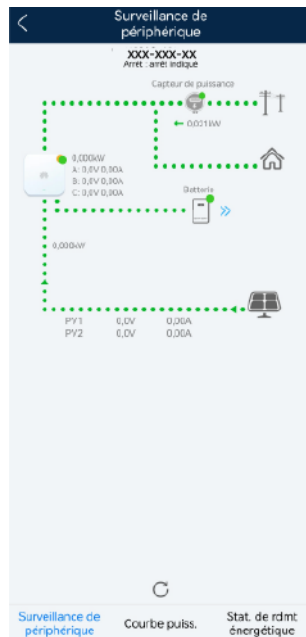 Surveillance de
périphérique
XXX-XXX-XX
Arrêt : arrêt indiqué
Capteur de puissance
0,021kW
0,000kW
A: 0,0V 0,00A
B: 0,0V 0,00A
C: 0,0V 0,00A
Batterie
0,000kW
PV1 0,0V 0,00A
PV2 0,0V 0,00A
Surveillance de
périphérique
Courbe puiss.
Stat. de rdmt
énergétique